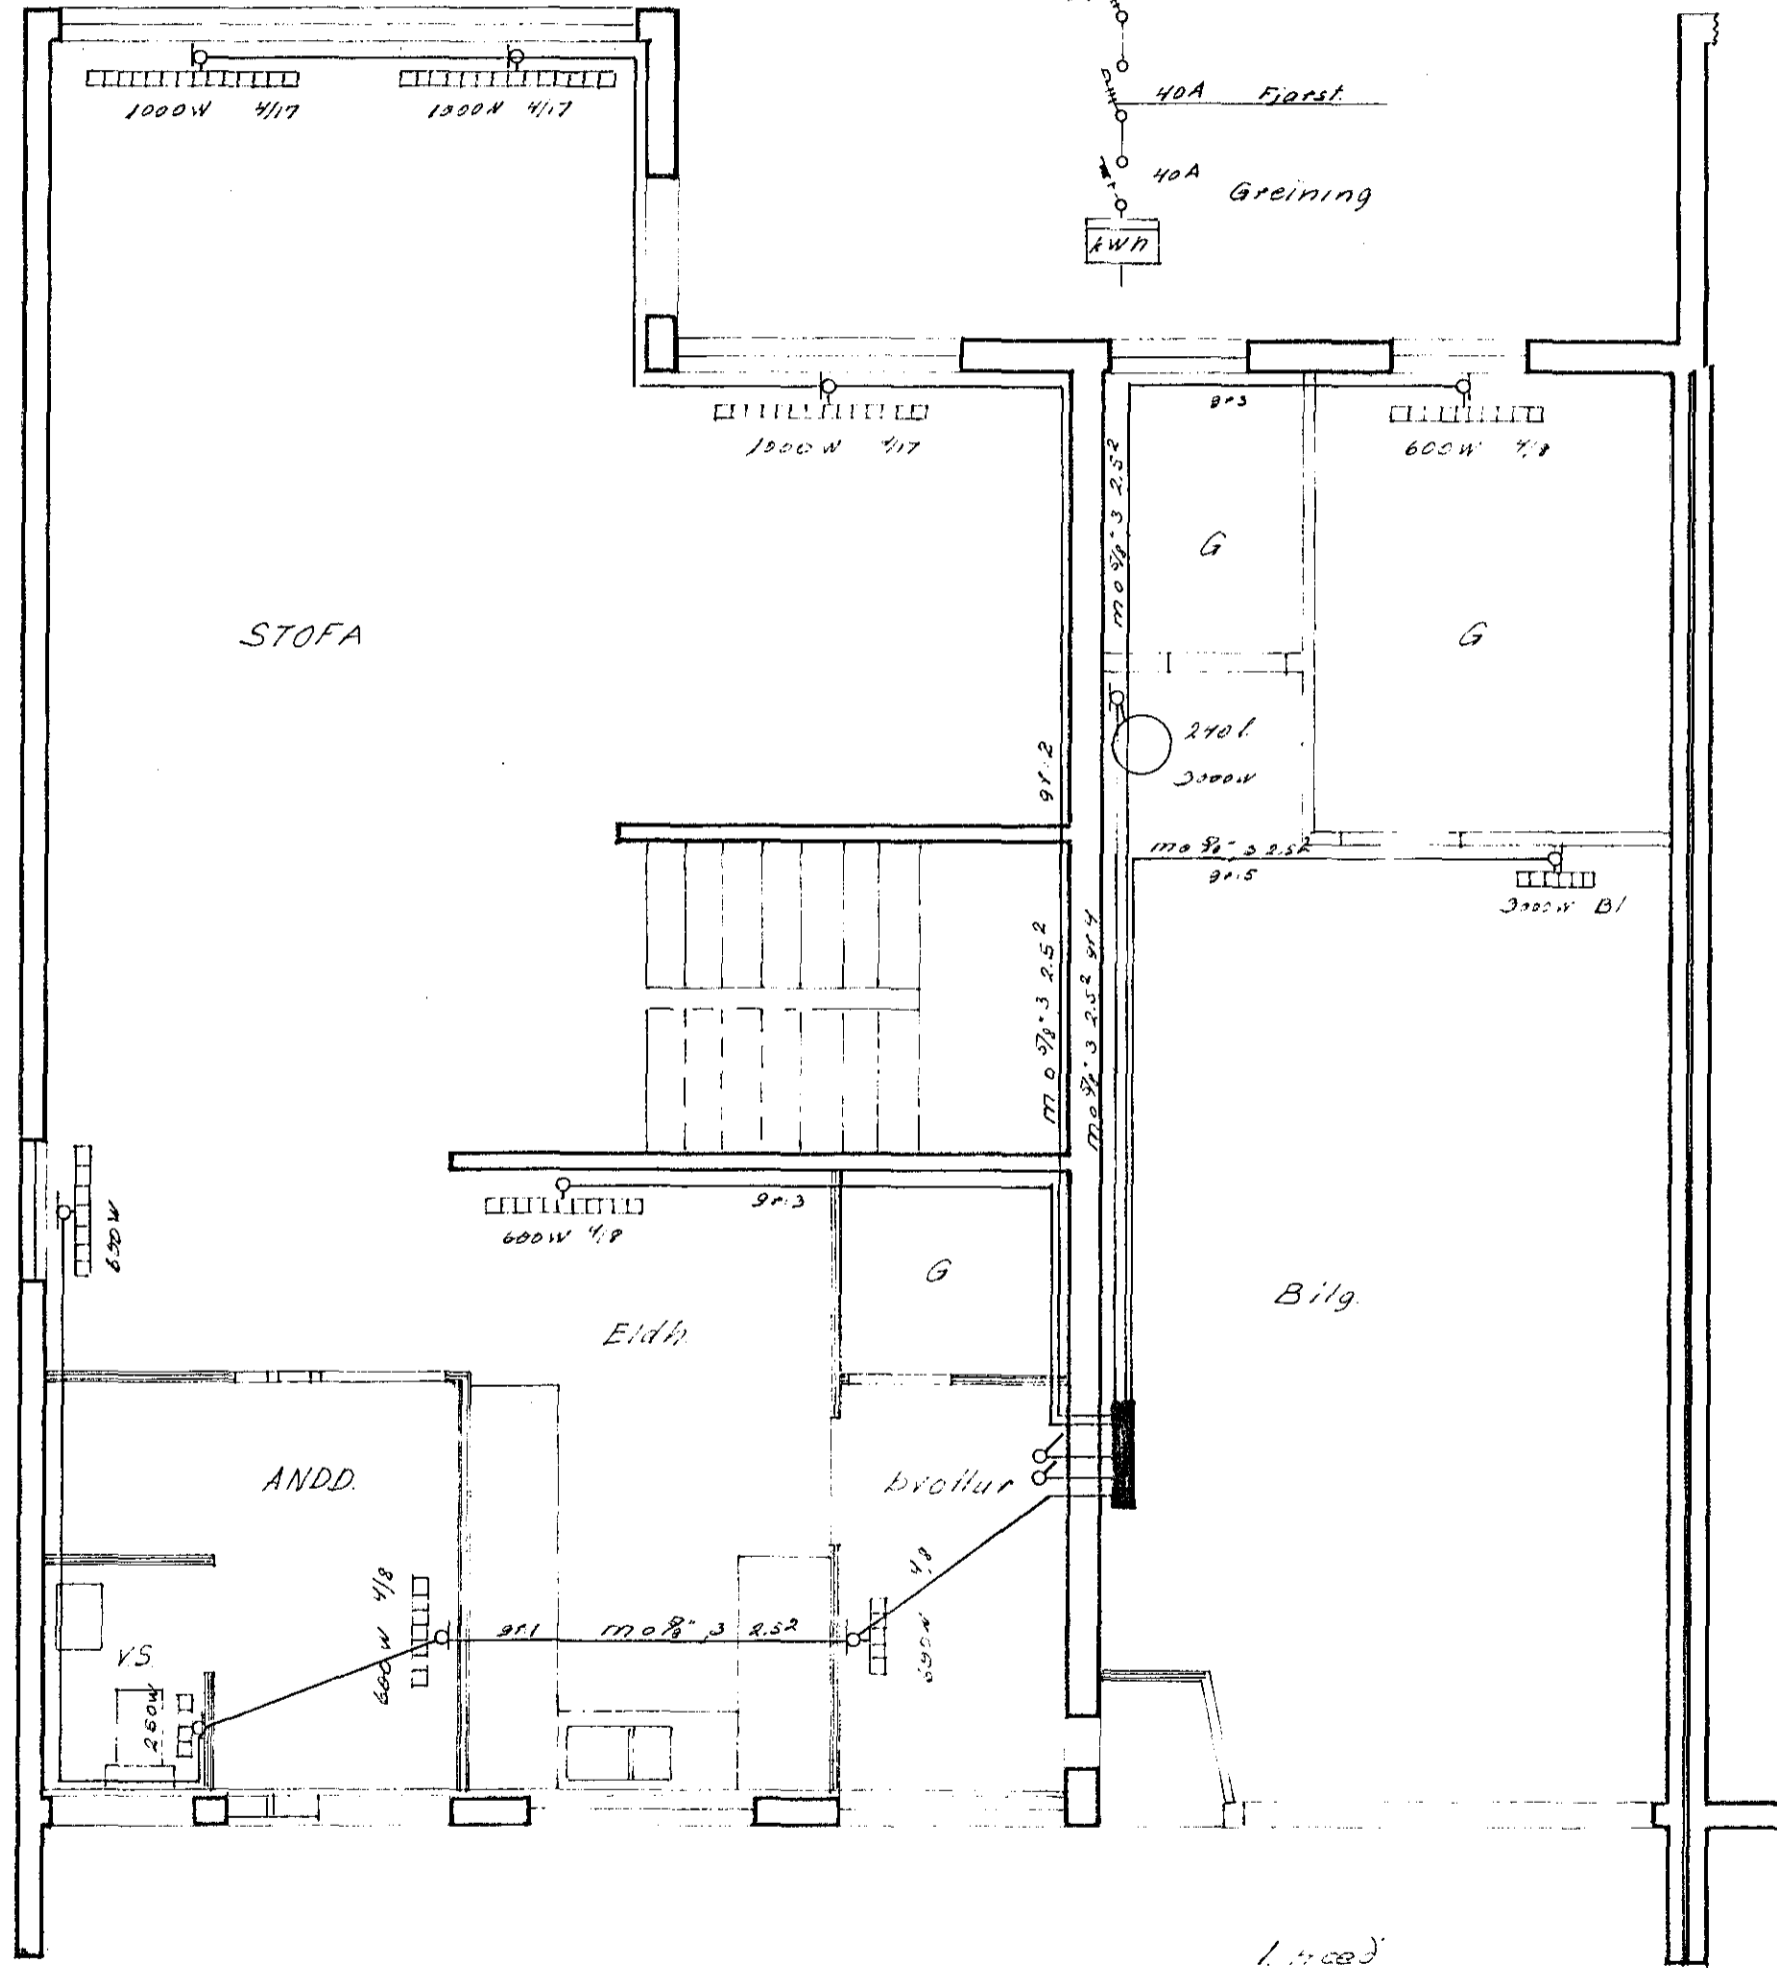 40A Fjarst.
40A Greining
kWh
1000W 4/17
1000W 4/17
1000W 4/17
gr:3
600W 4/8
mo 5/8" 3 2.5²
G
G
STOFA
240 l.
3000W
gr:2
mo 5/8" 3 2.5²
gr:5
3000W Bl
mo 5/8" 3 2.5²
mo 5/8" 3 2.5² gr:4
600W
gr:3
600W 4/8
G
Eldh.
Bilg.
ANDD.
þvottur
600W 4/8
gr:1 mo 5/8" 3 2.5²
600W 4/8
V.S.
250W
1. hæð